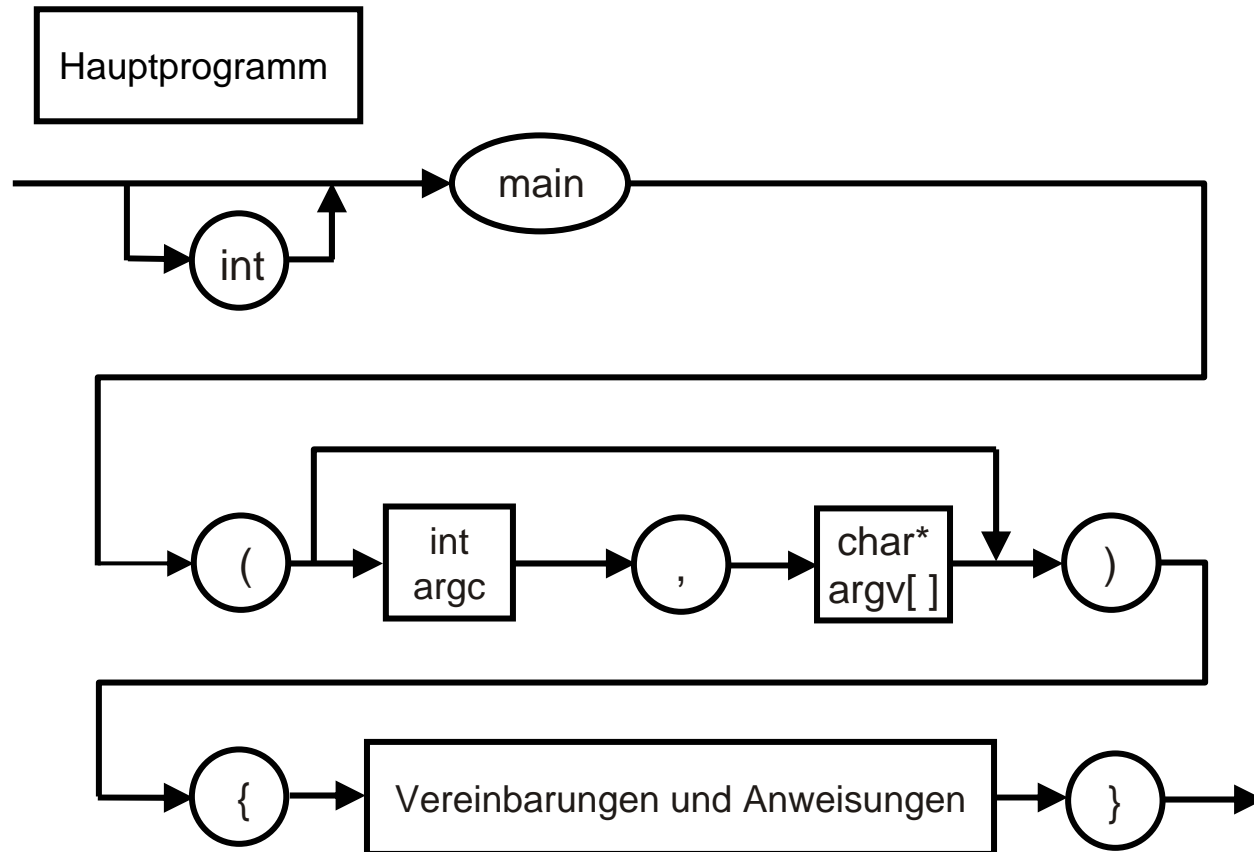 Hauptprogramm
main
int
(
int
argc
,
char*
argv[ ]
)
{
Vereinbarungen und Anweisungen
}